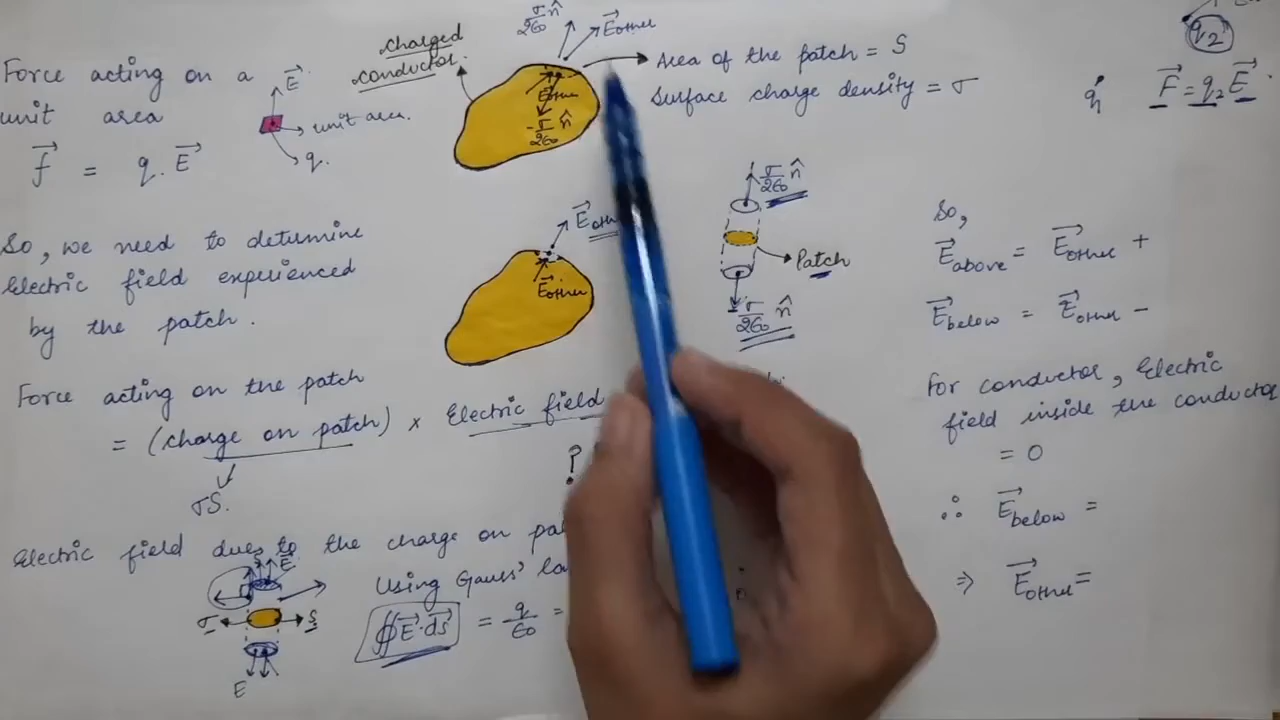 Force acting on a
unit area
E⃗
unit area.
q.
f⃗ = q. E⃗
So, we need to determine
Electric field experienced
by the patch.
Force acting on the patch
= (charge on patch) × Electric field
σS.
?
Electric field due to the charge on pa
Using Gauss'
∯E⃗·ds⃗ = q/ε₀ =
S E⃗
σ S
E
charged
conductor.
σ/2ε₀ n̂
E⃗other
E⃗other
-σ/2ε₀ n̂
Area of the patch = S
Surface charge density = σ
E⃗oth
E⃗other
σ/2ε₀ n̂
Patch
σ/2ε₀ n̂
q₂
q₁
F⃗ = q₂E⃗
So,
E⃗above = E⃗other +
E⃗below = E⃗other −
For conductor, Electric
field inside the conductor
= 0
∴ E⃗below =
⇒ E⃗other =